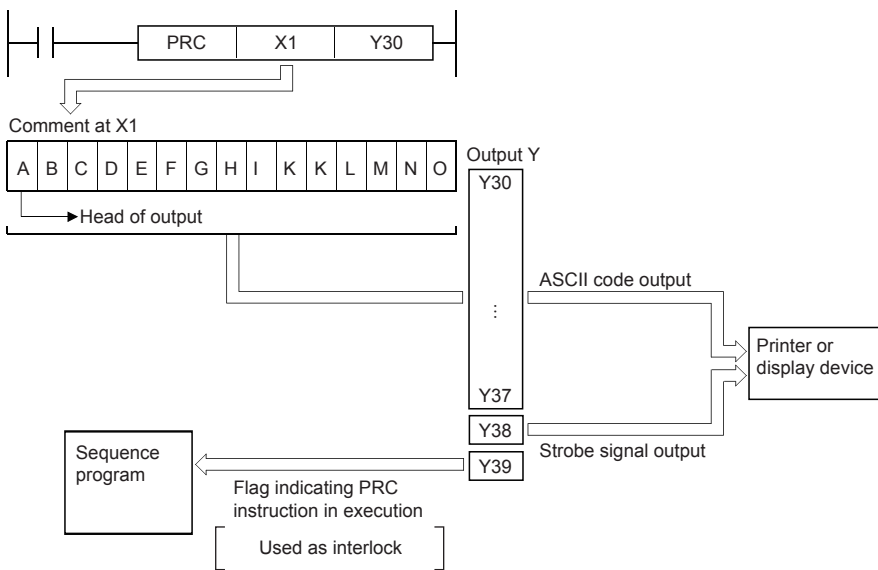 PRC X1 Y30
Comment at X1
A B C D E F G H I K K L M N O
Head of output
Output Y
Y30
⋮
Y37
Y38
Y39
ASCII code output
Strobe signal output
Printer or
display device
Sequence
program
Flag indicating PRC
instruction in execution
Used as interlock